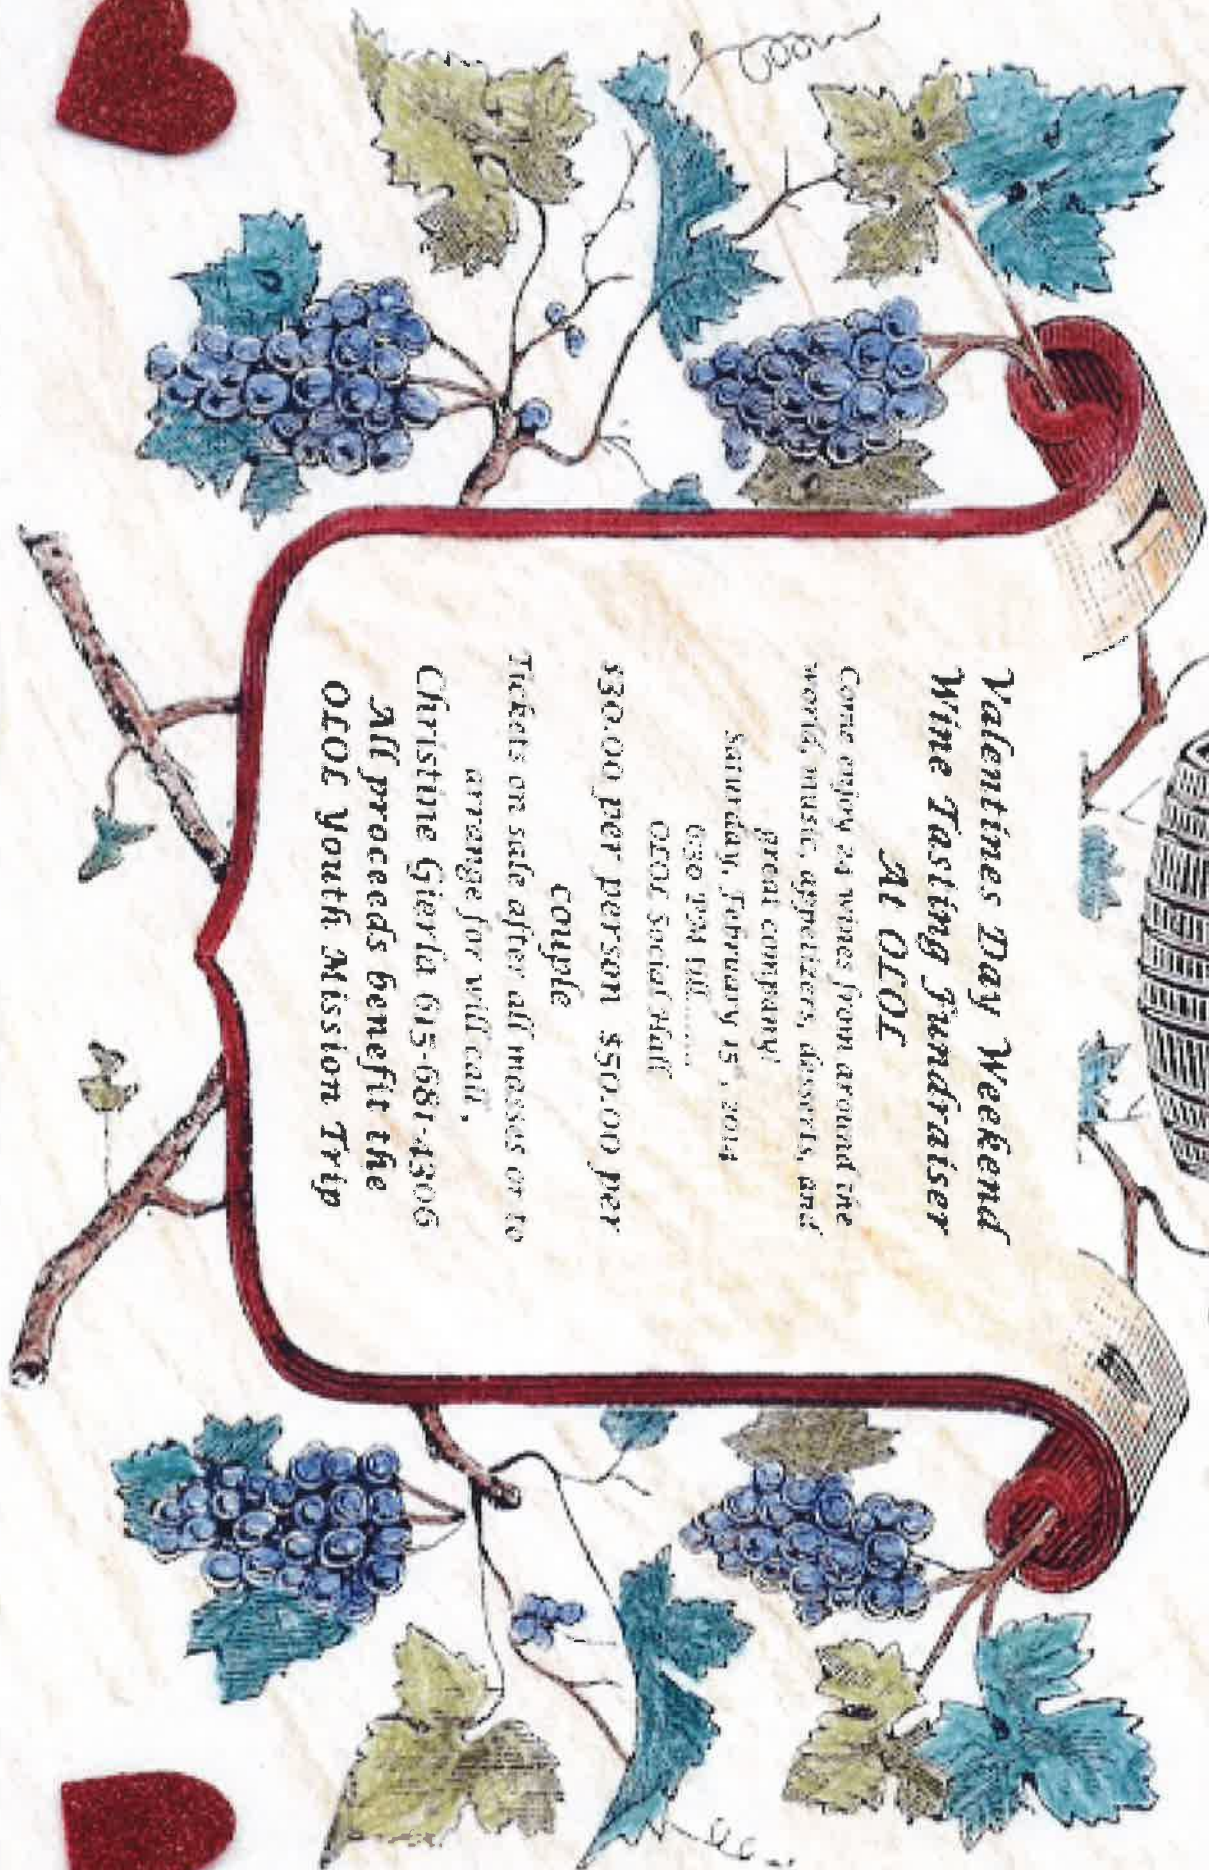 Valentines Day Weekend
Wine Tasting Fundraiser
At OLOL
Come enjoy 24 wines from around the
world, music, appetizers, desserts, and
great company!
Saturday, February 15, 2014
630 PM till........
OLOL Social Hall
$30.00 per person $50.00 per
couple
Tickets on sale after all masses or to
arrange for will call,
Christine Gierla 615-681-4306
All proceeds benefit the
OLOL Youth Mission Trip